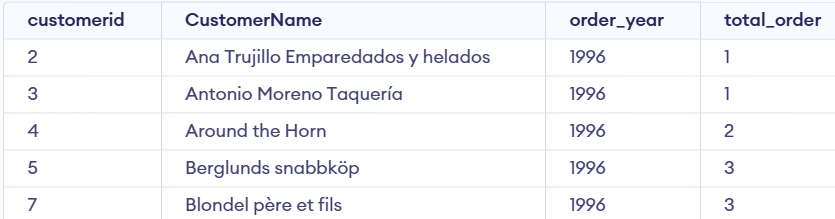 customerid CustomerName order_year total_order
2 Ana Trujillo Emparedados y helados 1996 1
3 Antonio Moreno Taquería 1996 1
4 Around the Horn 1996 2
5 Berglunds snabbköp 1996 3
7 Blondel père et fils 1996 3